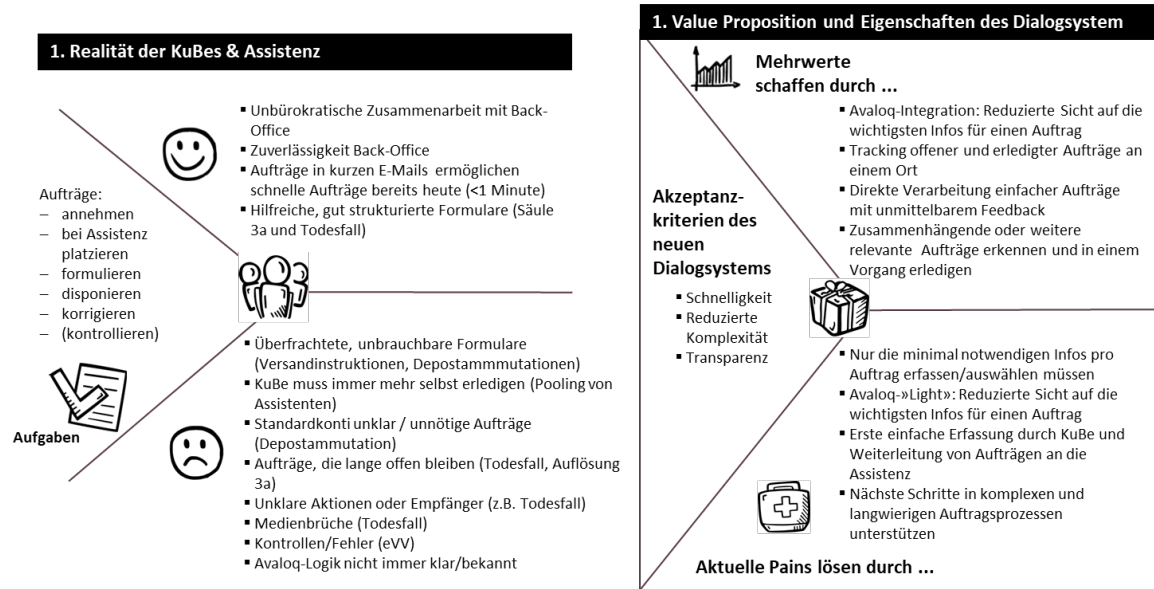 1. Realität der KuBes & Assistenz
▪ Unbürokratische Zusammenarbeit mit Back-
Office
▪ Zuverlässigkeit Back-Office
▪ Aufträge in kurzen E-Mails ermöglichen
schnelle Aufträge bereits heute (<1 Minute)
▪ Hilfreiche, gut strukturierte Formulare (Säule
3a und Todesfall)
Aufträge:
– annehmen
– bei Assistenz
platzieren
– formulieren
– disponieren
– korrigieren
– (kontrollieren)
Aufgaben
▪ Überfrachtete, unbrauchbare Formulare
(Versandinstruktionen, Depostammmutationen)
▪ KuBe muss immer mehr selbst erledigen (Pooling von
Assistenten)
▪ Standardkonti unklar / unnötige Aufträge
(Depostammutation)
▪ Aufträge, die lange offen bleiben (Todesfall, Auflösung
3a)
▪ Unklare Aktionen oder Empfänger (z.B. Todesfall)
▪ Medienbrüche (Todesfall)
▪ Kontrollen/Fehler (eVV)
▪ Avaloq-Logik nicht immer klar/bekannt
1. Value Proposition und Eigenschaften des Dialogsystem
Mehrwerte
schaffen durch ...
▪ Avaloq-Integration: Reduzierte Sicht auf die
wichtigsten Infos für einen Auftrag
▪ Tracking offener und erledigter Aufträge an
einem Ort
▪ Direkte Verarbeitung einfacher Aufträge
mit unmittelbarem Feedback
▪ Zusammenhängende oder weitere
relevante Aufträge erkennen und in einem
Vorgang erledigen
Akzeptanz-
kriterien des
neuen
Dialogsystems
▪ Schnelligkeit
▪ Reduzierte
Komplexität
▪ Transparenz
▪ Nur die minimal notwendigen Infos pro
Auftrag erfassen/auswählen müssen
▪ Avaloq-»Light»: Reduzierte Sicht auf die
wichtigsten Infos für einen Auftrag
▪ Erste einfache Erfassung durch KuBe und
Weiterleitung von Aufträgen an die
Assistenz
▪ Nächste Schritte in komplexen und
langwierigen Auftragsprozessen
unterstützen
Aktuelle Pains lösen durch ...